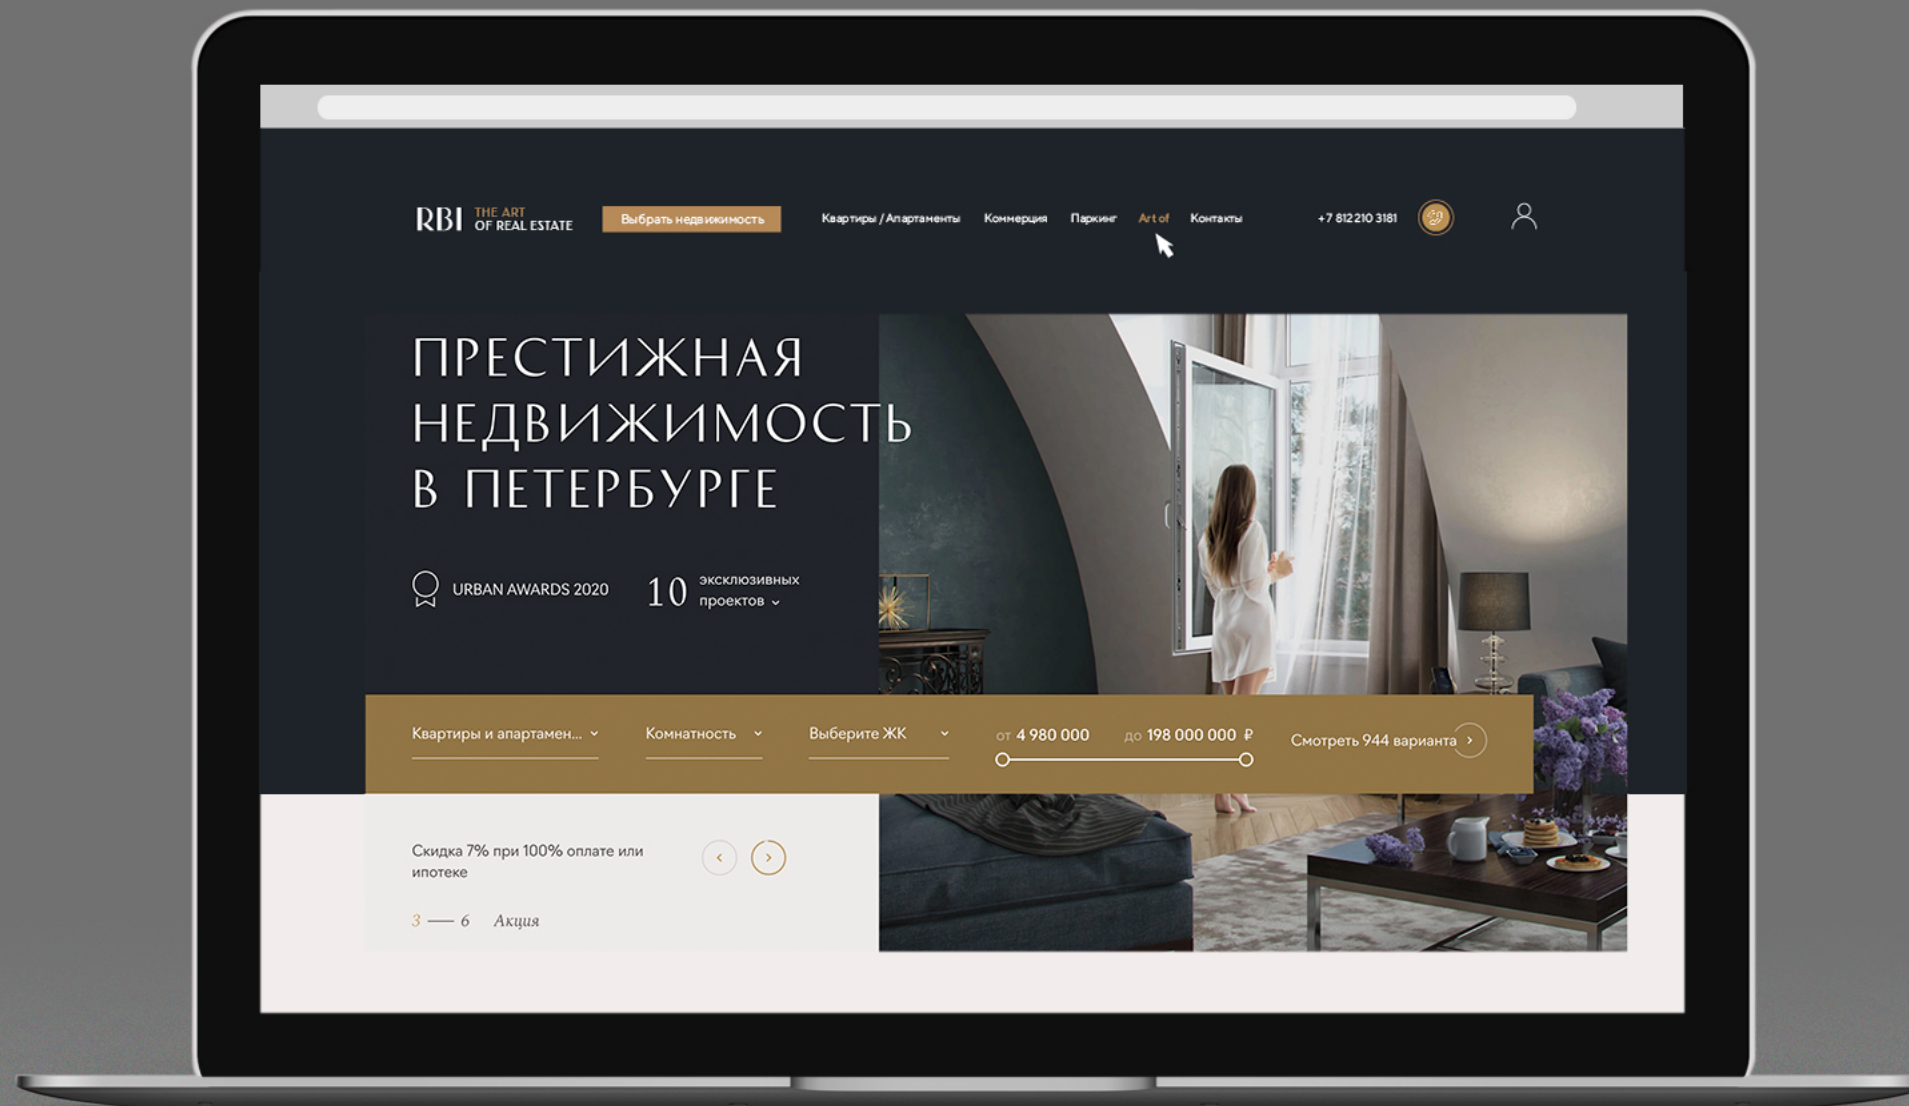 RBI THE ART
OF REAL ESTATE
Выбрать недвижимость
Квартиры / Апартаменты
Коммерция
Паркинг
Art of
Контакты
+7 812 210 3181
ПРЕСТИЖНАЯ
НЕДВИЖИМОСТЬ
В ПЕТЕРБУРГЕ
URBAN AWARDS 2020
10 эксклюзивных
проектов
Квартиры и апартамен...
Комнатность
Выберите ЖК
от 4 980 000
до 198 000 000 ₽
Смотреть 944 варианта
Скидка 7% при 100% оплате или
ипотеке
3 — 6 Акция